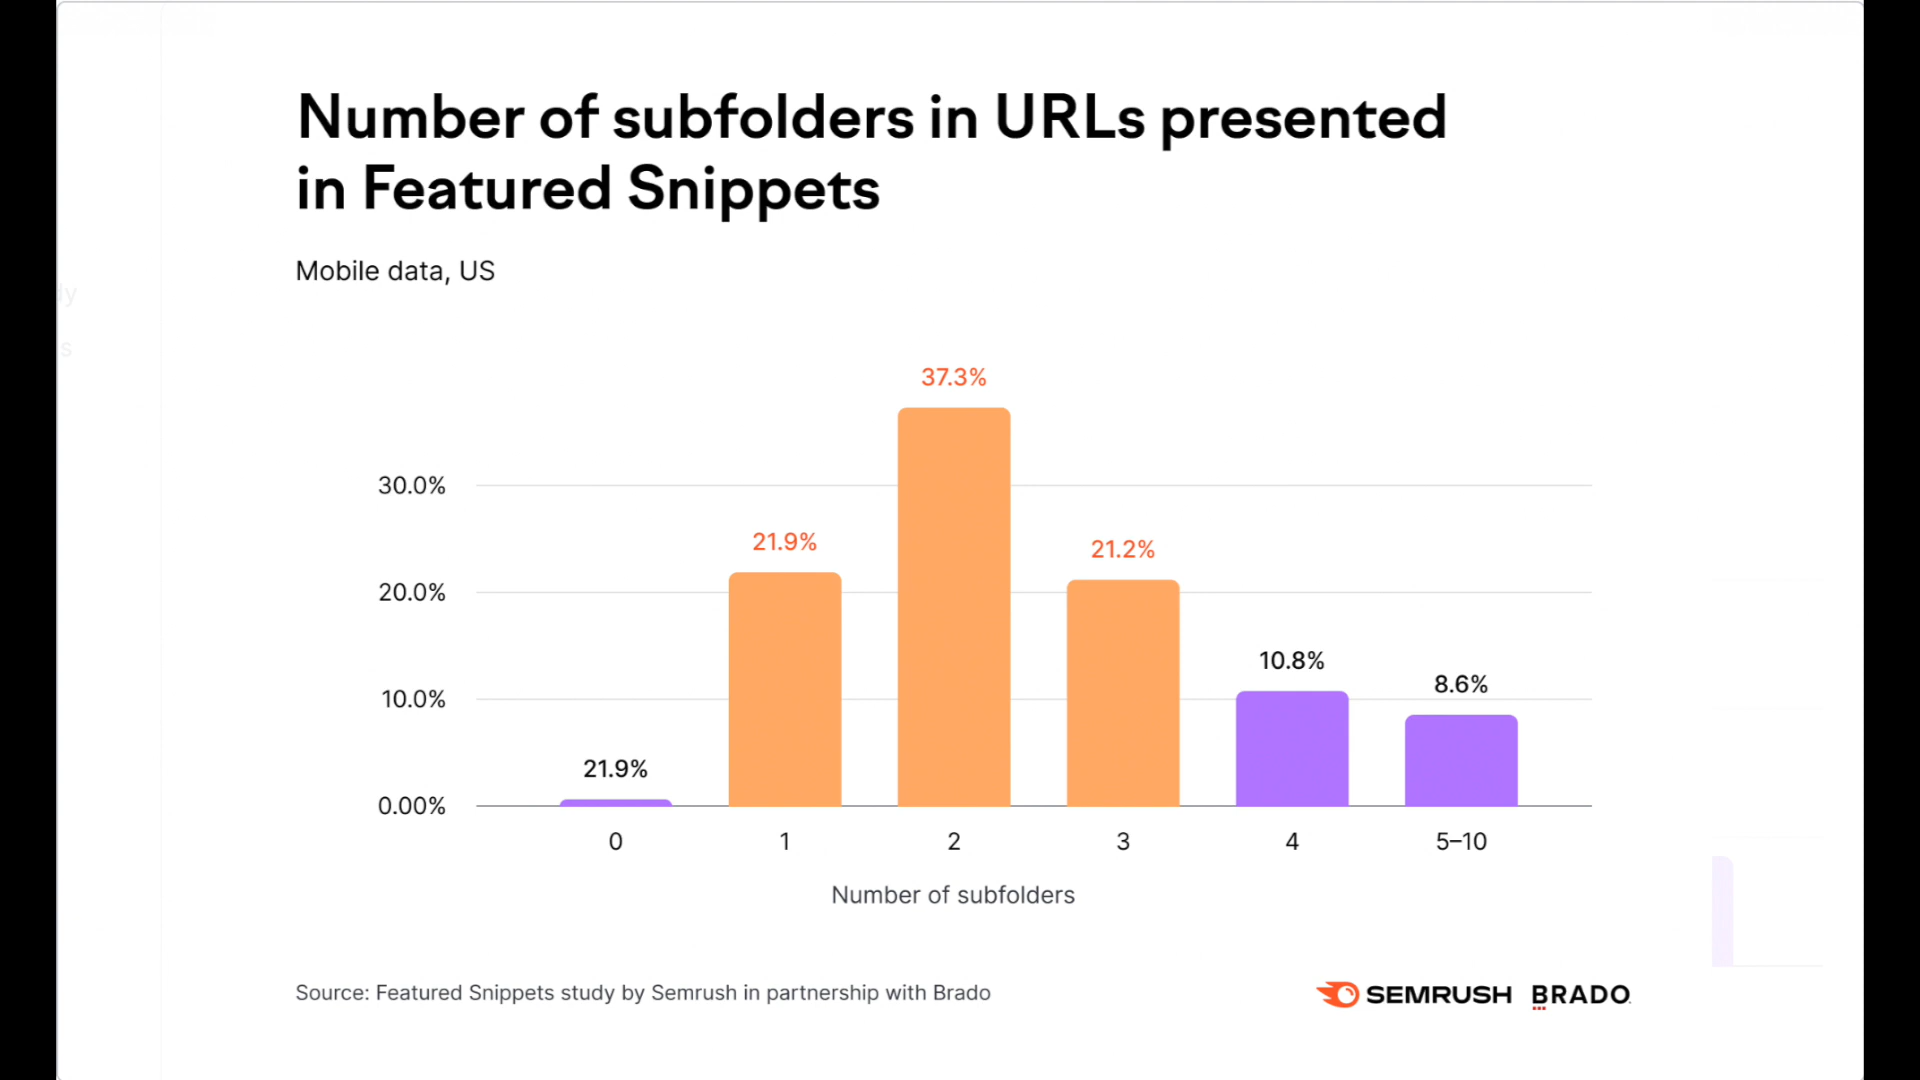 Number of subfolders in URLs presented
in Featured Snippets
Mobile data, US
37.3%
30.0%
21.9%
21.2%
20.0%
10.8%
8.6%
10.0%
21.9%
0.00%
0 1 2 3 4 5–10
Number of subfolders
Source: Featured Snippets study by Semrush in partnership with Brado
SEMRUSH BRADO